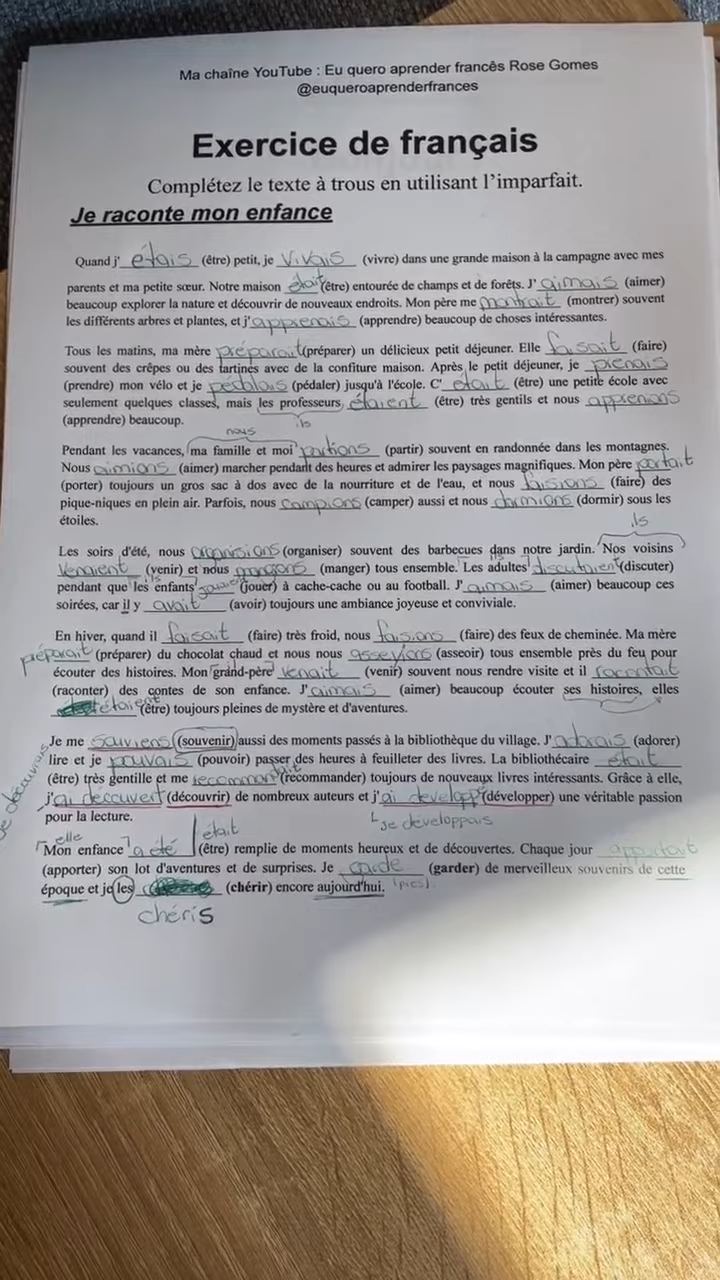 Ma chaîne YouTube : Eu quero aprender francês Rose Gomes
@euqueroaprenderfrances
Exercice de français
Complétez le texte à trous en utilisant l'imparfait.
Je raconte mon enfance
Quand j' étais (être) petit, je vivais (vivre) dans une grande maison à la campagne avec mes
parents et ma petite sœur. Notre maison était (être) entourée de champs et de forêts. J' aimais (aimer)
beaucoup explorer la nature et découvrir de nouveaux endroits. Mon père me montrait (montrer) souvent
les différents arbres et plantes, et j' apprenais (apprendre) beaucoup de choses intéressantes.
Tous les matins, ma mère préparait (préparer) un délicieux petit déjeuner. Elle faisait (faire)
souvent des crêpes ou des tartines avec de la confiture maison. Après le petit déjeuner, je prenais
(prendre) mon vélo et je pédalais (pédaler) jusqu'à l'école. C' était (être) une petite école avec
seulement quelques classes, mais les professeurs étaient (être) très gentils et nous apprenions
(apprendre) beaucoup.
ils
nous
Pendant les vacances, ma famille et moi partions (partir) souvent en randonnée dans les montagnes.
Nous aimions (aimer) marcher pendant des heures et admirer les paysages magnifiques. Mon père portait
(porter) toujours un gros sac à dos avec de la nourriture et de l'eau, et nous faisions (faire) des
pique-niques en plein air. Parfois, nous campions (camper) aussi et nous dormions (dormir) sous les
étoiles.
ils
Les soirs d'été, nous organisions (organiser) souvent des barbecues dans notre jardin. Nos voisins
venaient (venir) et nous mangions (manger) tous ensemble. Les adultes discutaient (discuter)
pendant que les enfants (jouer) à cache-cache ou au football. J' aimais (aimer) beaucoup ces
soirées, car il y avait (avoir) toujours une ambiance joyeuse et conviviale.
En hiver, quand il faisait (faire) très froid, nous faisions (faire) des feux de cheminée. Ma mère
préparait (préparer) du chocolat chaud et nous nous asseyions (asseoir) tous ensemble près du feu pour
écouter des histoires. Mon grand-père venait (venir) souvent nous rendre visite et il racontait
(raconter) des contes de son enfance. J' aimais (aimer) beaucoup écouter ses histoires, elles
étaient (être) toujours pleines de mystère et d'aventures.
Je me souviens (souvenir) aussi des moments passés à la bibliothèque du village. J' adorais (adorer)
lire et je pouvais (pouvoir) passer des heures à feuilleter des livres. La bibliothécaire était
(être) très gentille et me recommandait (recommander) toujours de nouveaux livres intéressants. Grâce à elle,
j'ai découvert (découvrir) de nombreux auteurs et j' ai développé (développer) une véritable passion
pour la lecture.
je développais
je découvrais
elle
était
Mon enfance a été (être) remplie de moments heureux et de découvertes. Chaque jour apportait
(apporter) son lot d'aventures et de surprises. Je garde (garder) de merveilleux souvenirs de cette
époque et je les (chérir) encore aujourd'hui.
chéris